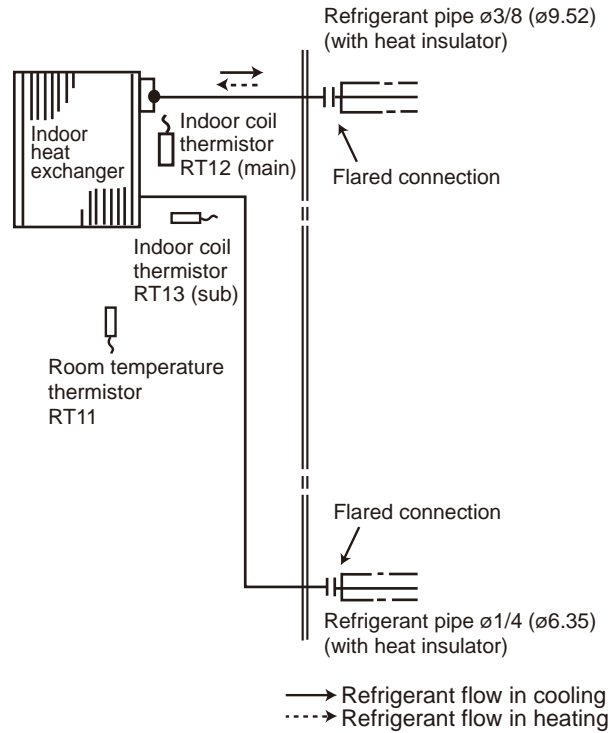 Refrigerant pipe ø3/8 (ø9.52)
(with heat insulator)
Indoor
heat
exchanger
Indoor coil
thermistor
RT12 (main)
Flared connection
Indoor coil
thermistor
RT13 (sub)
Room temperature
thermistor
RT11
Flared connection
Refrigerant pipe ø1/4 (ø6.35)
(with heat insulator)
Refrigerant flow in cooling
Refrigerant flow in heating